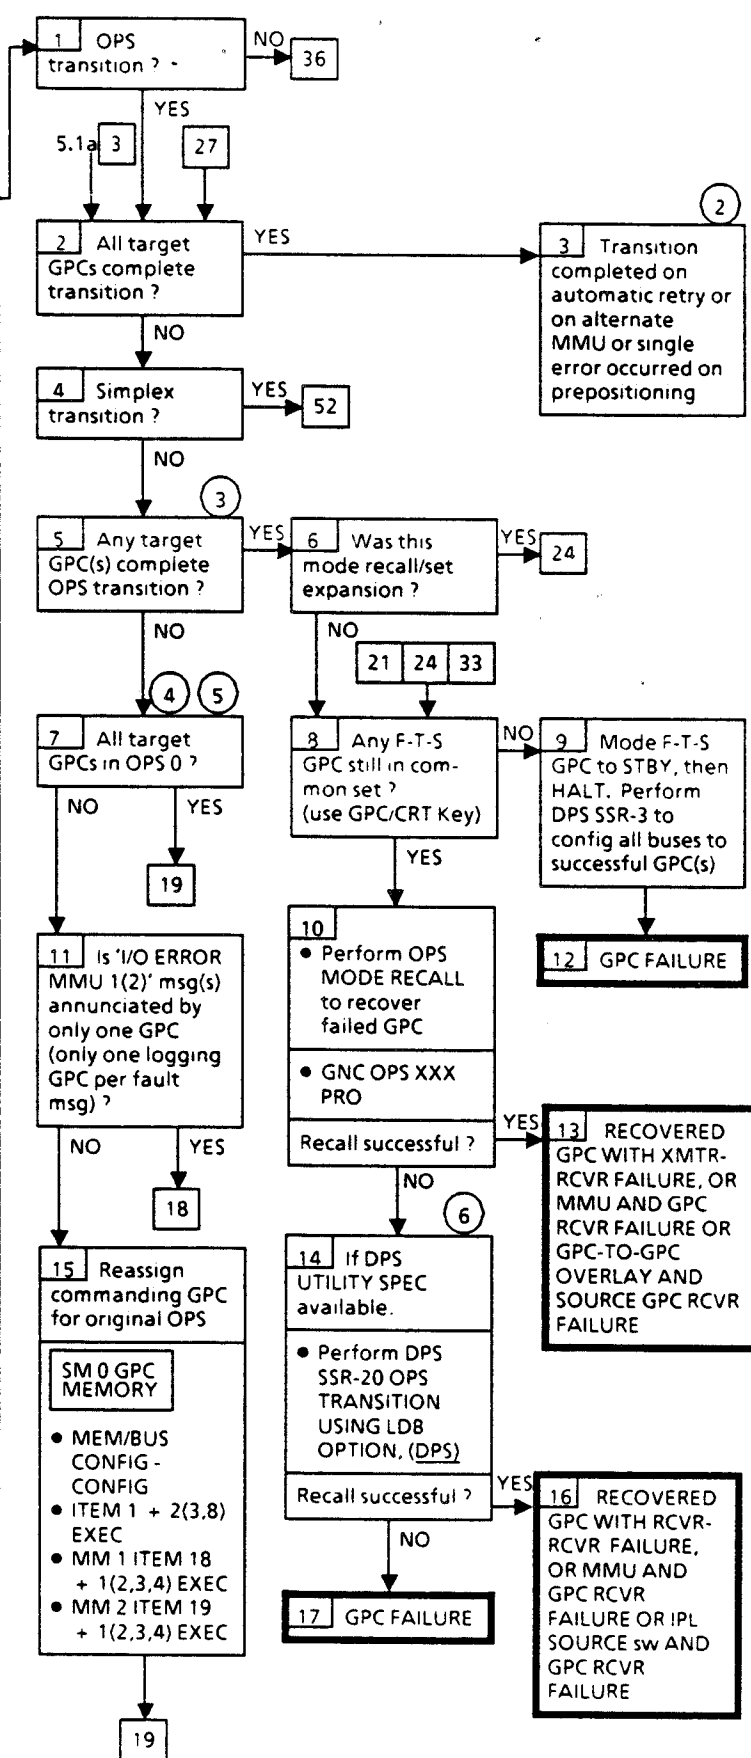 1 OPS
transition ?
NO
36
YES
5.1a 3
27
2
2 All target
GPCs complete
transition ?
YES
3 Transition
completed on
automatic retry or
on alternate
MMU or single
error occurred on
prepositioning
NO
4 Simplex
transition ?
YES
52
NO
3
5 Any target
GPC(s) complete
OPS transition ?
YES
6 Was this
mode recall/set
expansion ?
YES
24
NO
NO
21 24 33
4 5
7 All target
GPCs in OPS 0 ?
8 Any F-T-S
GPC still in com-
mon set ?
(use GPC/CRT Key)
NO
9 Mode F-T-S
GPC to STBY, then
HALT. Perform
DPS SSR-3 to
config all buses to
successful GPC(s)
NO
YES
19
YES
12 GPC FAILURE
11 Is 'I/O ERROR
MMU 1(2)' msg(s)
annunciated by
only one GPC
(only one logging
GPC per fault
msg) ?
10
● Perform OPS
MODE RECALL
to recover
failed GPC
● GNC OPS XXX
PRO
Recall successful ?
YES
13 RECOVERED
GPC WITH XMTR-
RCVR FAILURE, OR
MMU AND GPC
RCVR FAILURE OR
GPC-TO-GPC
OVERLAY AND
SOURCE GPC RCVR
FAILURE
NO
YES
18
NO
6
15 Reassign
commanding GPC
for original OPS
SM 0 GPC
MEMORY
● MEM/BUS
CONFIG -
CONFIG
● ITEM 1 + 2(3,8)
EXEC
● MM 1 ITEM 18
+ 1(2,3,4) EXEC
● MM 2 ITEM 19
+ 1(2,3,4) EXEC
14 If DPS
UTILITY SPEC
available.
● Perform DPS
SSR-20 OPS
TRANSITION
USING LDB
OPTION, (DPS)
Recall successful ?
YES
16 RECOVERED
GPC WITH RCVR-
RCVR FAILURE,
OR MMU AND
GPC RCVR
FAILURE OR IPL
SOURCE sw AND
GPC RCVR
FAILURE
NO
17 GPC FAILURE
19